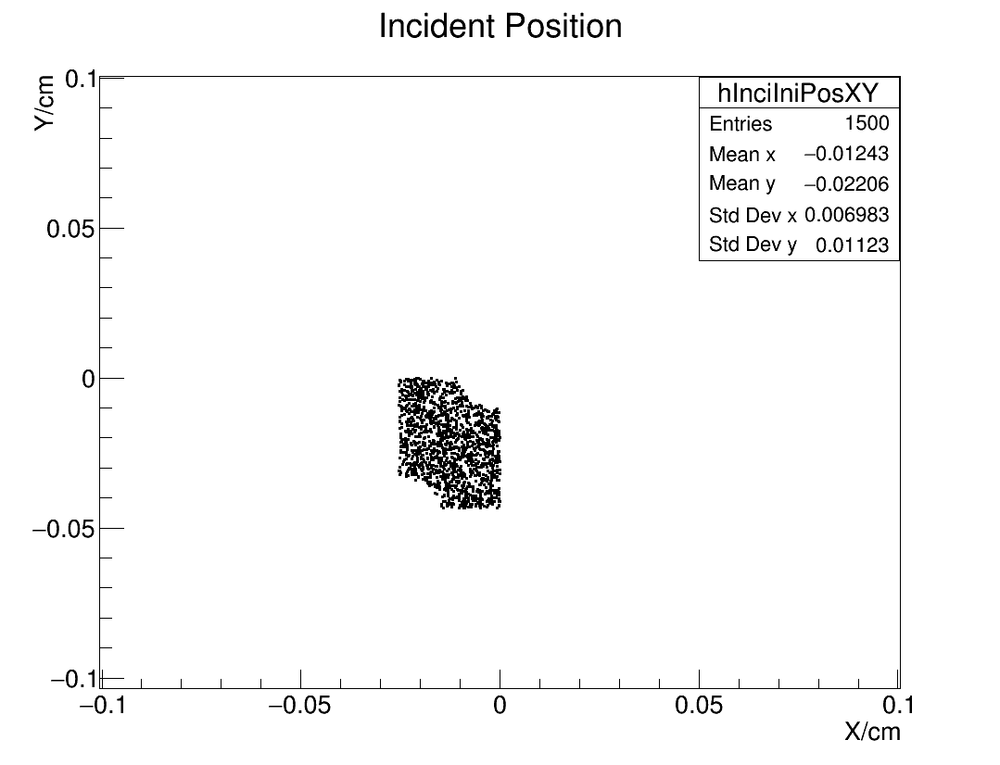 Incident Position
Y/cm
0.1
0.05
0
−0.05
−0.1
hInciIniPosXY
Entries 1500
Mean x −0.01243
Mean y −0.02206
Std Dev x 0.006983
Std Dev y 0.01123
−0.1 −0.05 0 0.05 0.1
X/cm